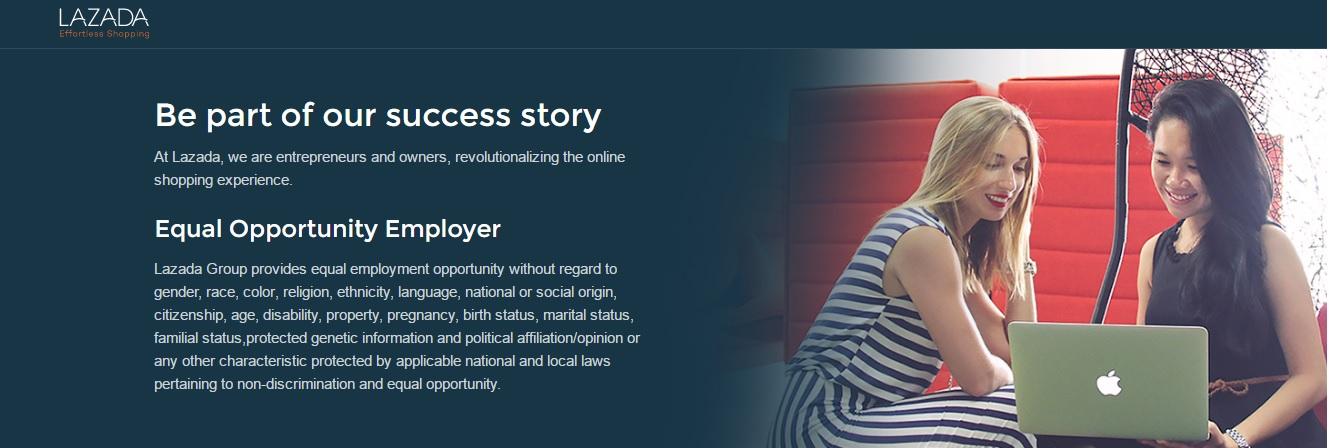 LAZADA
Effortless Shopping
Be part of our success story
At Lazada, we are entrepreneurs and owners, revolutionalizing the online
shopping experience.
Equal Opportunity Employer
Lazada Group provides equal employment opportunity without regard to
gender, race, color, religion, ethnicity, language, national or social origin,
citizenship, age, disability, property, pregnancy, birth status, marital status,
familial status,protected genetic information and political affiliation/opinion or
any other characteristic protected by applicable national and local laws
pertaining to non-discrimination and equal opportunity.